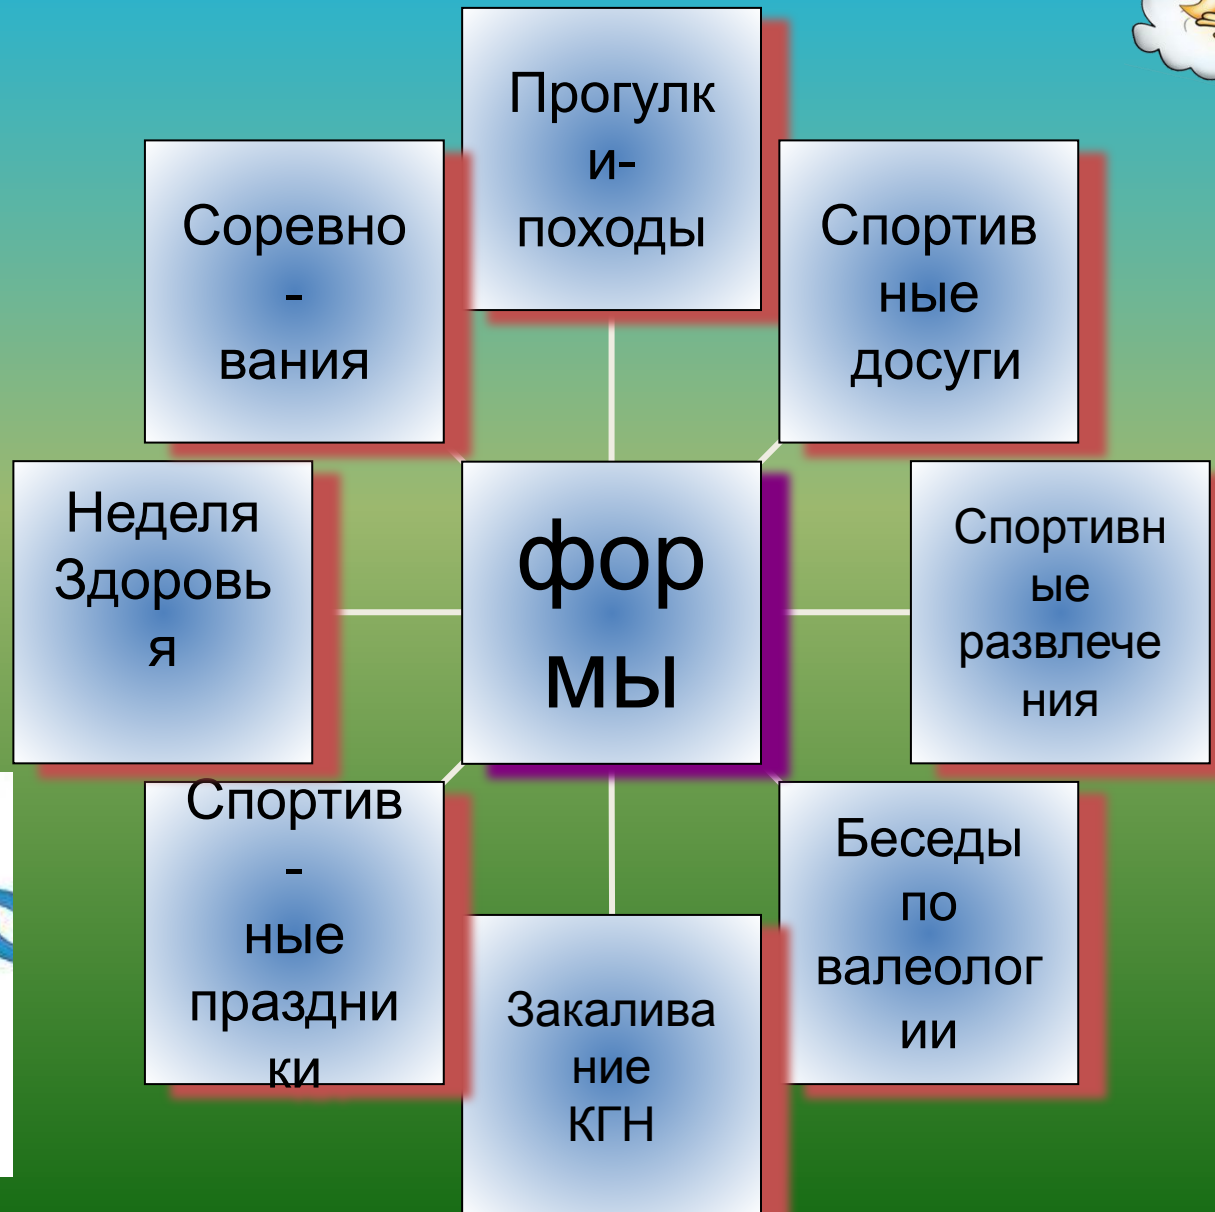 Прогулк
и-
походы
Соревно
-
вания
Спортив
ные
досуги
Неделя
Здоровь
я
фор
мы
Спортивн
ые
развлече
ния
Спортив
-
ные
праздни
ки
Закалива
ние
КГН
Беседы
по
валеолог
ии